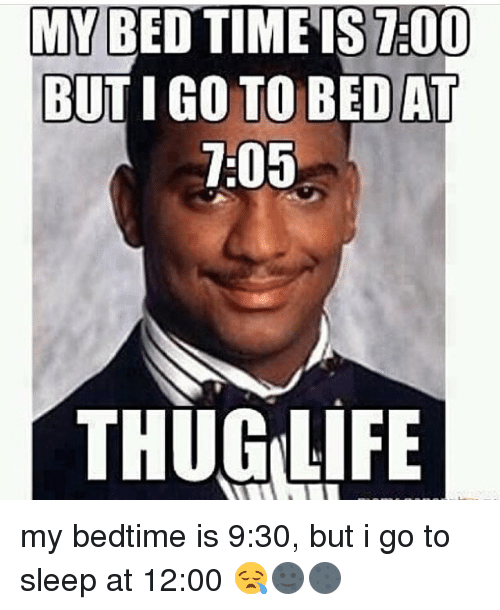 MY BED TIME IS 7:00
BUT I GO TO BED AT
7:05
THUG LIFE
my bedtime is 9:30, but i go to
sleep at 12:00 😪🌚🌑